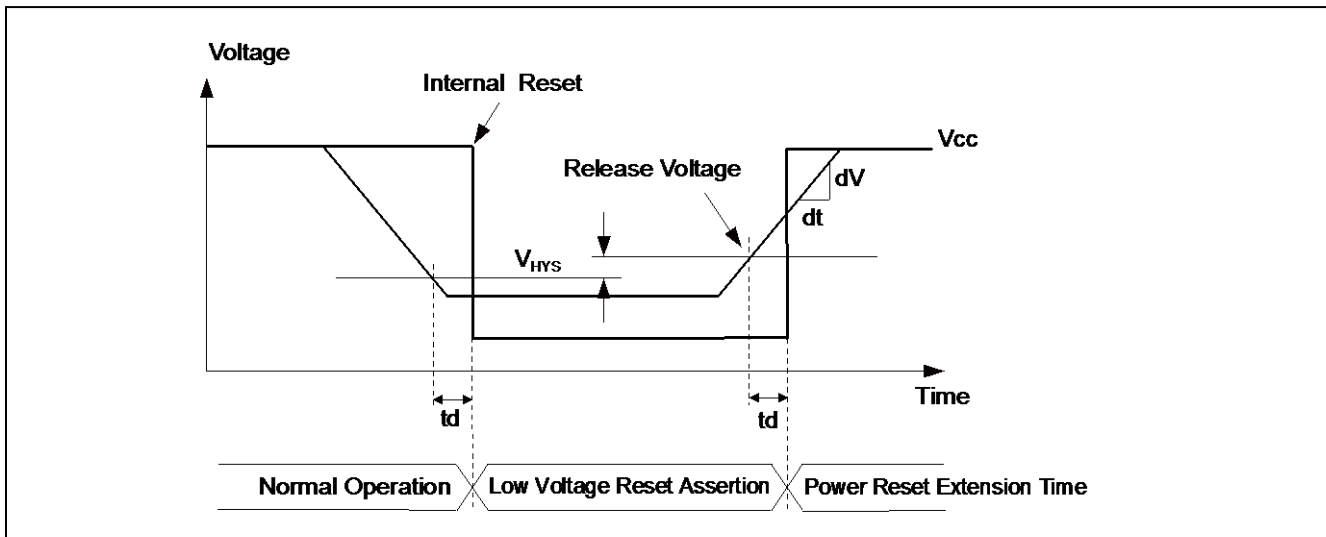 Voltage
Internal Reset
Vcc
Release Voltage
dV
dt
VHYS
Time
td
td
Normal Operation
Low Voltage Reset Assertion
Power Reset Extension Time